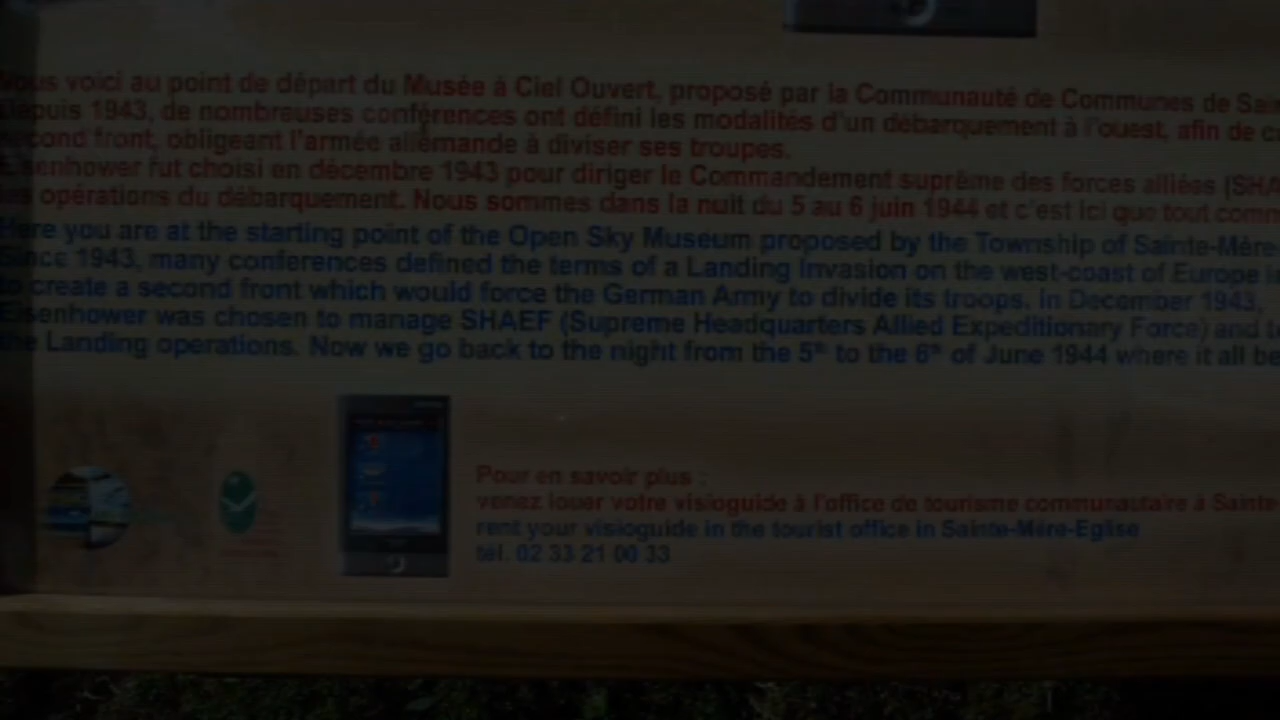 Vous voici au point de départ du Musée à Ciel Ouvert, proposé par la Communauté de Communes de
Depuis 1943, de nombreuses conférences ont défini les modalités d'un débarquement à l'ouest, afin de
second front, obligeant l'armée allemande à diviser ses troupes.
Eisenhower fut choisi en décembre 1943 pour diriger le Commandement suprême des forces alliées (SHA
les opérations du débarquement. Nous sommes dans la nuit du 5 au 6 juin 1944 et c'est ici que tout comm
Here you are at the starting point of the Open Sky Museum proposed by the Township of Sainte-Mère-
Since 1943, many conferences defined the terms of a Landing Invasion on the west-coast of Europe
to create a second front which would force the German Army to divide its troops. In December 1943,
Eisenhower was chosen to manage SHAEF (Supreme Headquarters Allied Expeditionary Force) and
the Landing operations. Now we go back to the night from the 5th to the 6th of June 1944 where it all be
Pour en savoir plus :
venez louer votre visioguide à l'office de tourisme communautaire à Sainte-
rent your visioguide in the tourist office in Sainte-Mère-Eglise
tél. 02 33 21 00 33